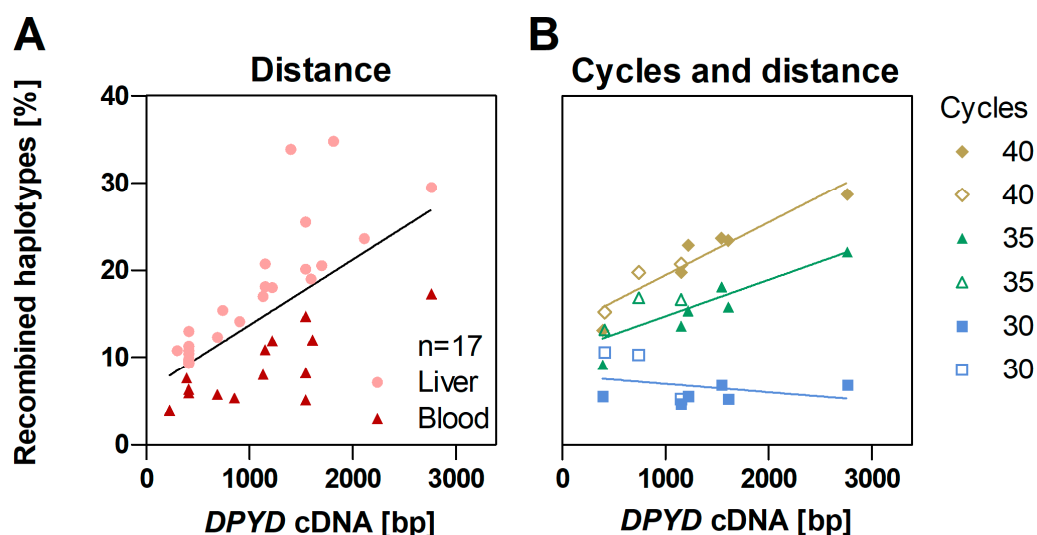 A
Distance
Recombined haplotypes [%]
40
30
20
10
0
n=17
Liver
Blood
0
1000
2000
3000
DPYD cDNA [bp]
B
Cycles and distance
0
1000
2000
3000
DPYD cDNA [bp]
Cycles
40
40
35
35
30
30